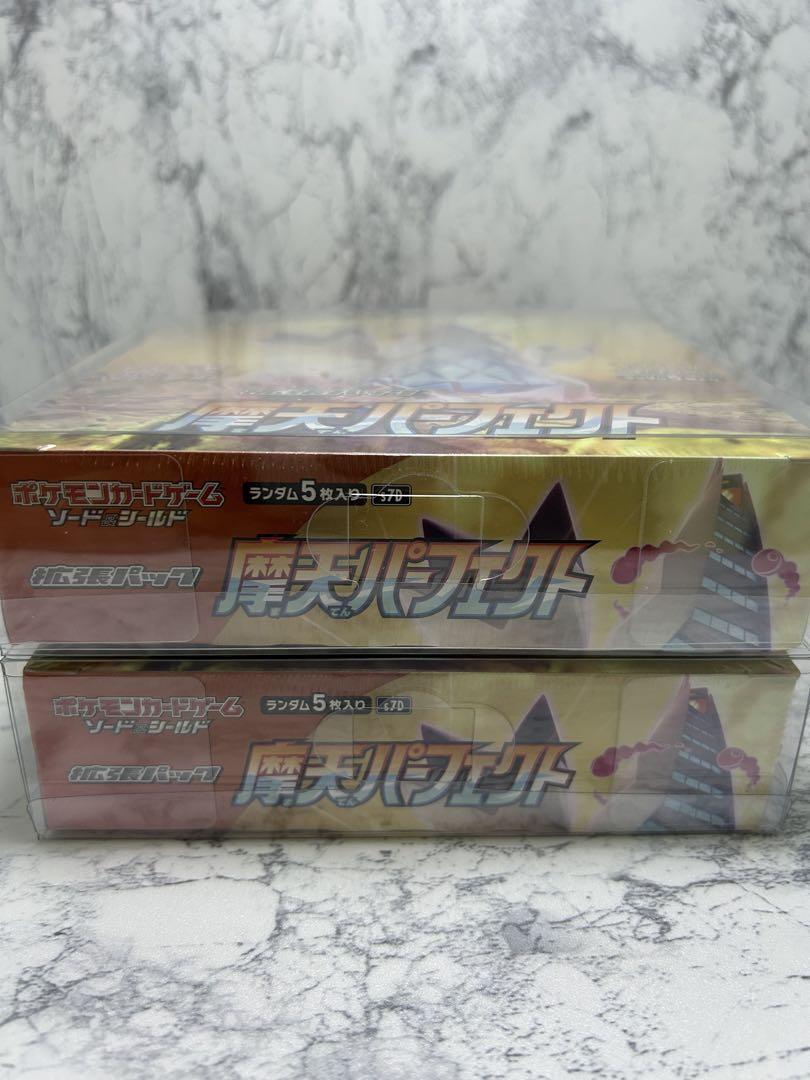 摩天パーフェクト
ポケモンカードゲーム
ソード&シールド
ランダム5枚入り s7D
拡張パック
摩天パーフェクト
てん
ポケモンカードゲーム
ソード&シールド
ランダム5枚入り s7D
拡張パック
摩天パーフェクト
てん